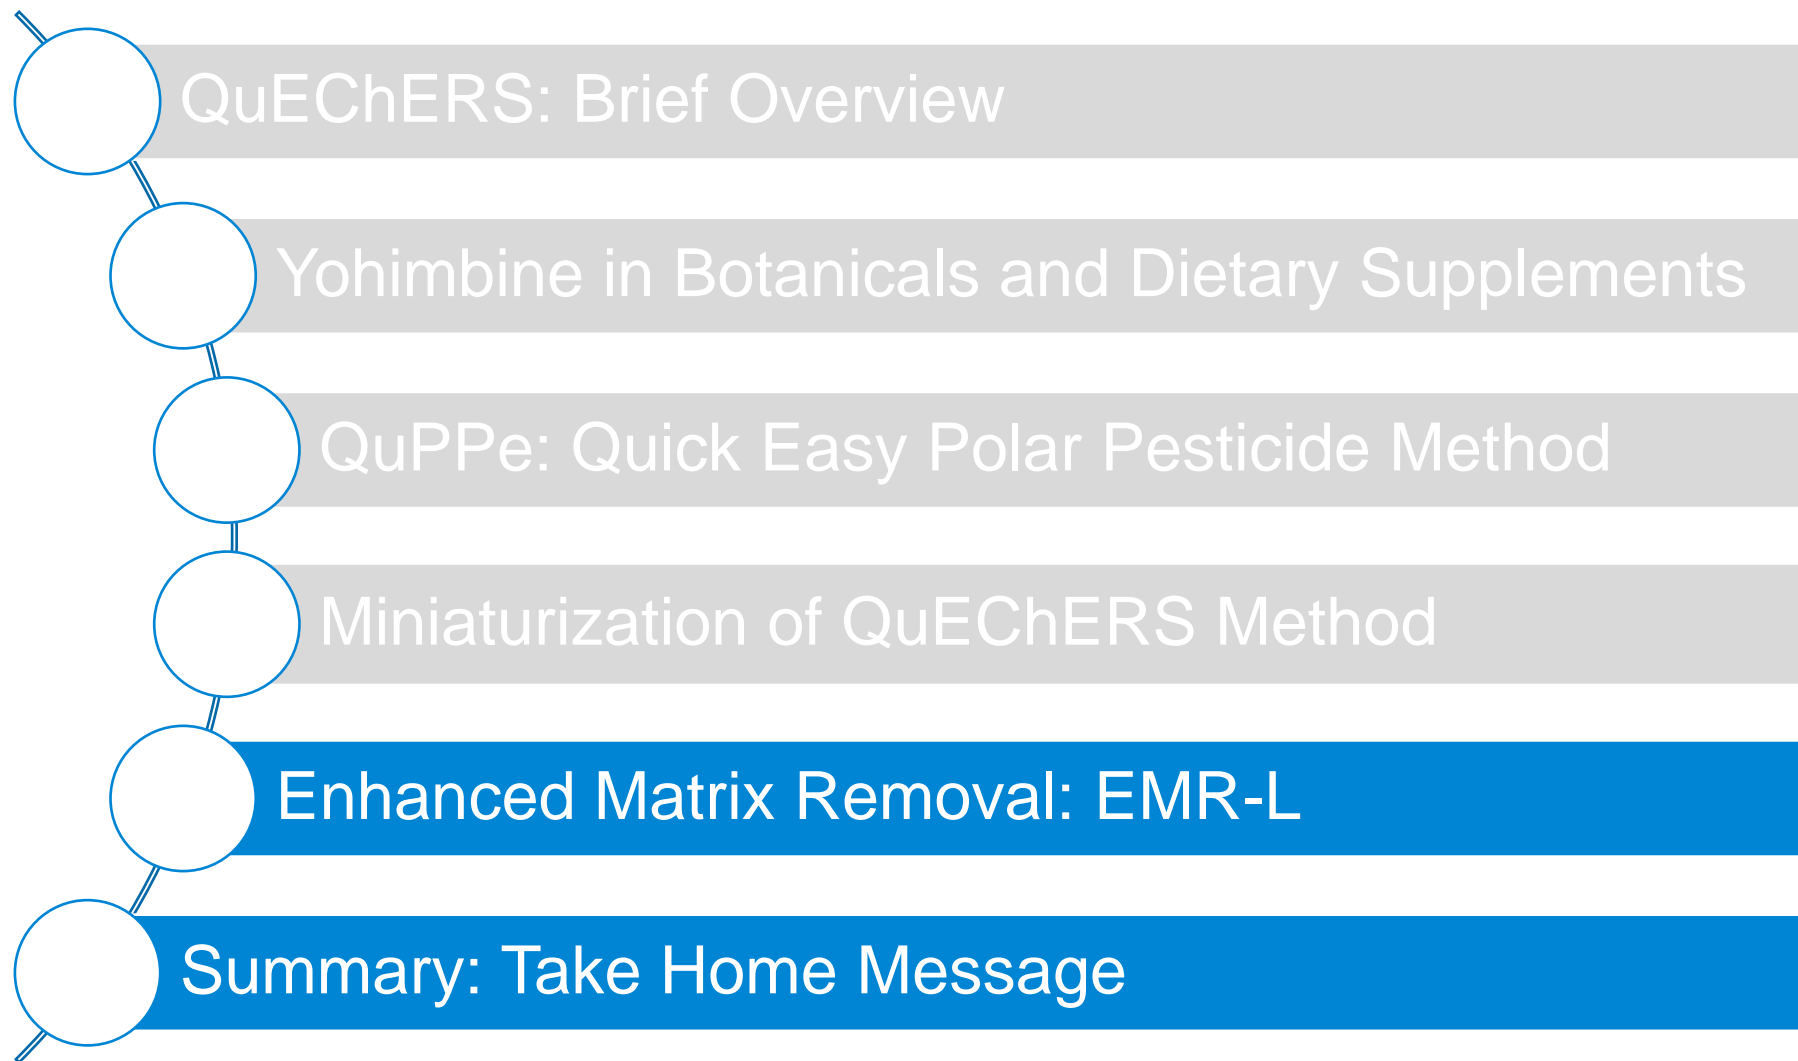 QuEChERS: Brief Overview
Yohimbine in Botanicals and Dietary Supplements
QuPPe: Quick Easy Polar Pesticide Method
Miniaturization of QuEChERS Method
Enhanced Matrix Removal: EMR-L
Summary: Take Home Message